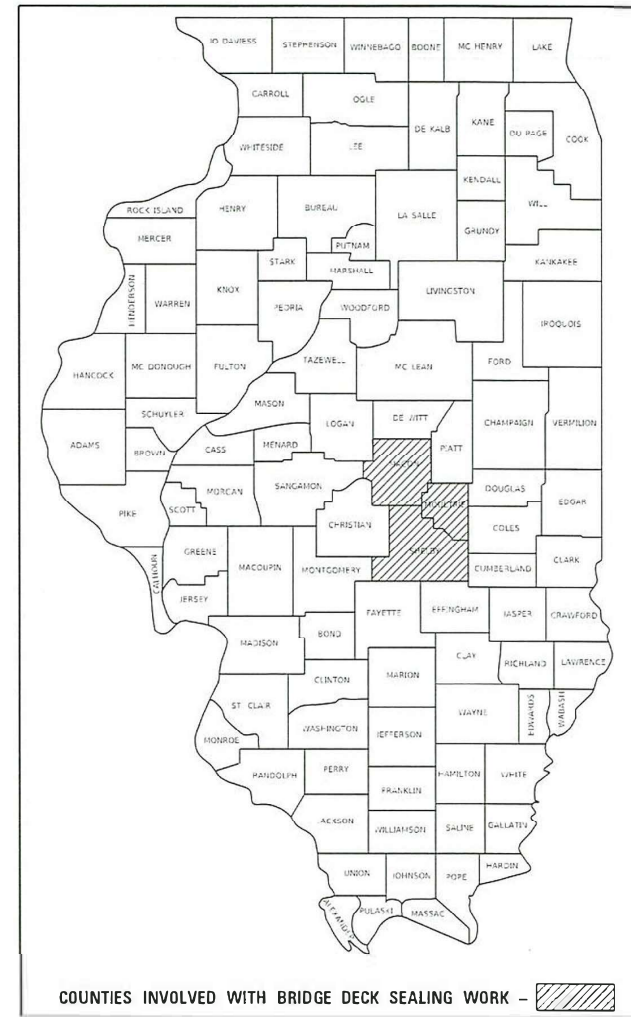 JO DAVIESS STEPHENSON WINNEBAGO BOONE MC HENRY LAKE
CARROLL OGLE
DE KALB KANE DU PAGE COOK
WHITESIDE LEE
KENDALL
ROCK ISLAND HENRY BUREAU LA SALLE WILL
MERCER PUTNAM GRUNDY
STARK MARSHALL KANKAKEE
HENDERSON WARREN KNOX PEORIA WOODFORD LIVINGSTON
IROQUOIS
HANCOCK MC DONOUGH FULTON TAZEWELL MC LEAN FORD
MASON
SCHUYLER LOGAN DE WITT CHAMPAIGN VERMILION
ADAMS BROWN CASS MENARD PIATT
MACON
MORGAN SANGAMON DOUGLAS
PIKE SCOTT MOULTRIE EDGAR
CHRISTIAN COLES
GREENE SHELBY
CALHOUN MACOUPIN MONTGOMERY CUMBERLAND CLARK
JERSEY
FAYETTE EFFINGHAM JASPER CRAWFORD
MADISON BOND
CLAY RICHLAND LAWRENCE
CLINTON MARION
ST. CLAIR WAYNE EDWARDS WABASH
MONROE WASHINGTON JEFFERSON
RANDOLPH PERRY HAMILTON WHITE
FRANKLIN
JACKSON WILLIAMSON SALINE GALLATIN
UNION JOHNSON POPE HARDIN
ALEXANDER PULASKI MASSAC
COUNTIES INVOLVED WITH BRIDGE DECK SEALING WORK –